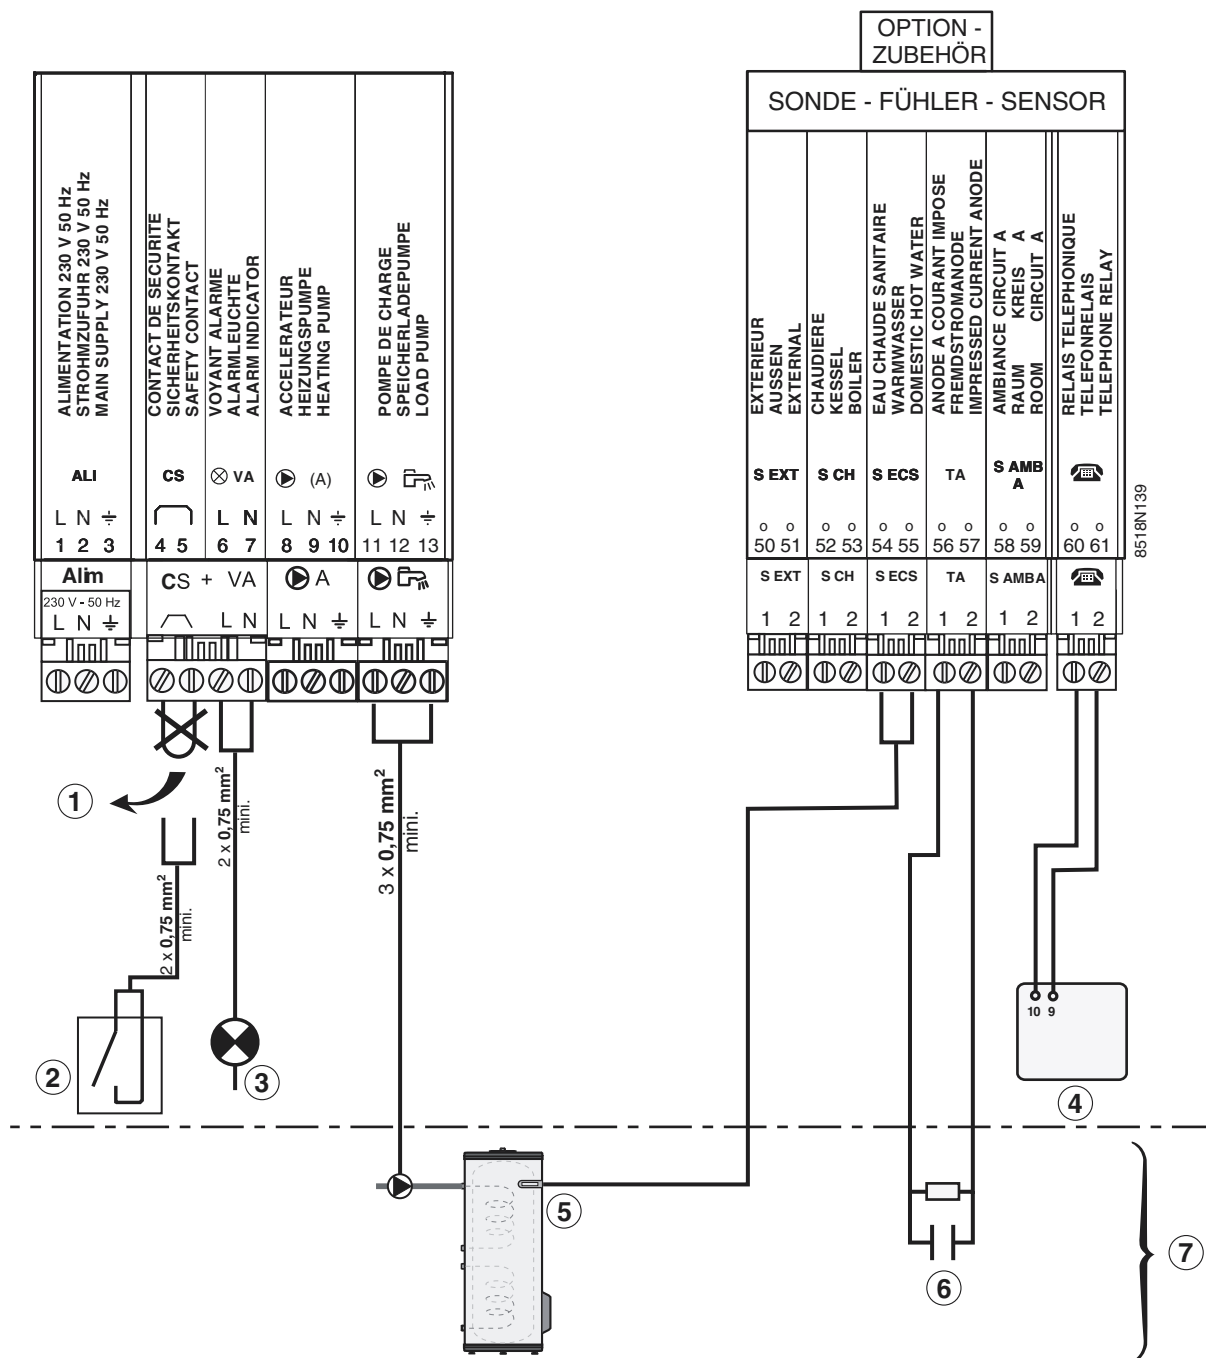 OPTION -
ZUBEHÖR
SONDE - FÜHLER - SENSOR
ALIMENTATION 230 V 50 Hz
STROHMZUFUHR 230 V 50 Hz
MAIN SUPPLY 230 V 50 Hz
CONTACT DE SECURITE
SICHERHEITSKONTAKT
SAFETY CONTACT
VOYANT ALARME
ALARMLEUCHTE
ALARM INDICATOR
ACCELERATEUR
HEIZUNGSPUMPE
HEATING PUMP
POMPE DE CHARGE
SPEICHERLADEPUMPE
LOAD PUMP
EXTERIEUR
AUSSEN
EXTERNAL
CHAUDIERE
KESSEL
BOILER
EAU CHAUDE SANITAIRE
WARMWASSER
DOMESTIC HOT WATER
ANODE A COURANT IMPOSE
FREMDSTROMANODE
IMPRESSED CURRENT ANODE
AMBIANCE CIRCUIT A
RAUM KREIS A
ROOM CIRCUIT A
RELAIS TELEPHONIQUE
TELEFONRELAIS
TELEPHONE RELAY
ALI CS VA (A)
L N L N L N L N
1 2 3 4 5 6 7 8 9 10 11 12 13
Alim CS + VA A
230 V - 50 Hz
L N L N L N L N
S EXT S CH S ECS TA S AMB
A
50 51 52 53 54 55 56 57 58 59 60 61
S EXT S CH S ECS TA S AMB A
1 2 1 2 1 2 1 2 1 2 1 2
8518N139
1
2 x 0,75 mm²
mini.
2 x 0,75 mm²
mini.
3 x 0,75 mm²
mini.
10 9
2
3
4
5
6
7